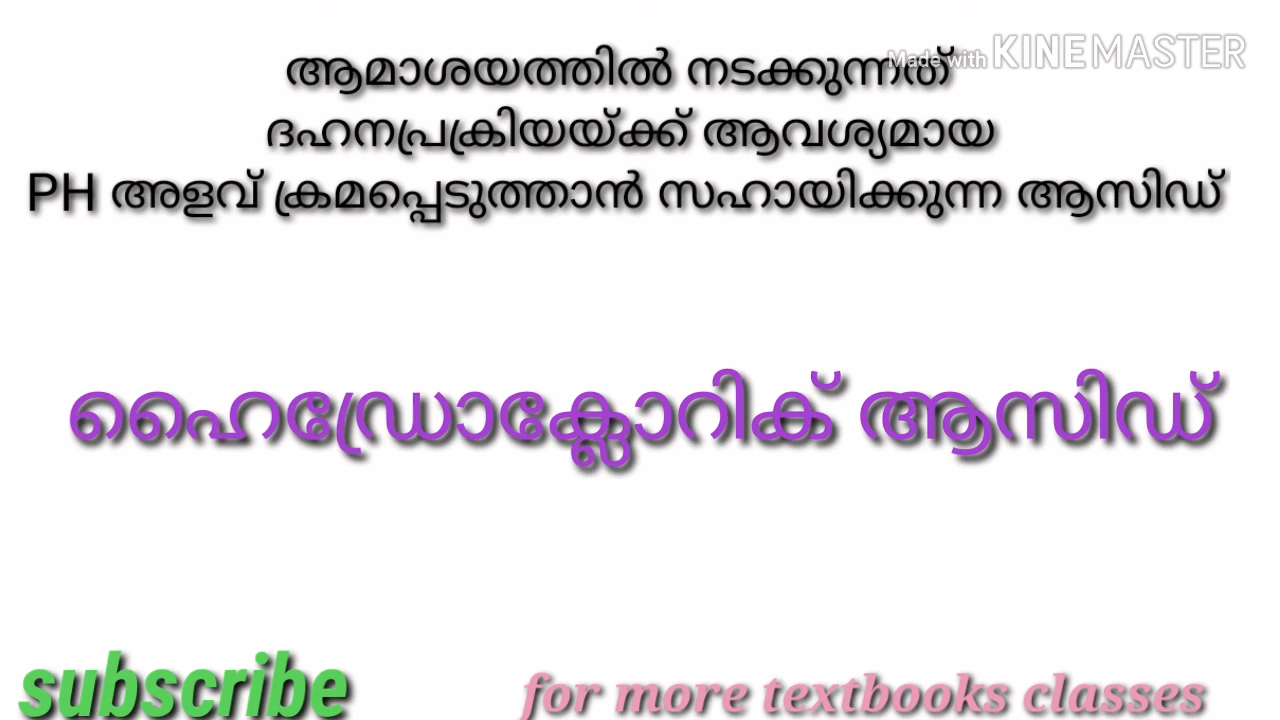 Made with KINEMASTER
ആമാശയത്തിൽ നടക്കുന്നത്
ദഹനപ്രക്രിയയ്ക്ക് ആവശ്യമായ
PH അളവ് ക്രമപ്പെടുത്താൻ സഹായിക്കുന്ന ആസിഡ്
ഹൈഡ്രോക്ലോറിക് ആസിഡ്
subscribe
for more textbooks classes